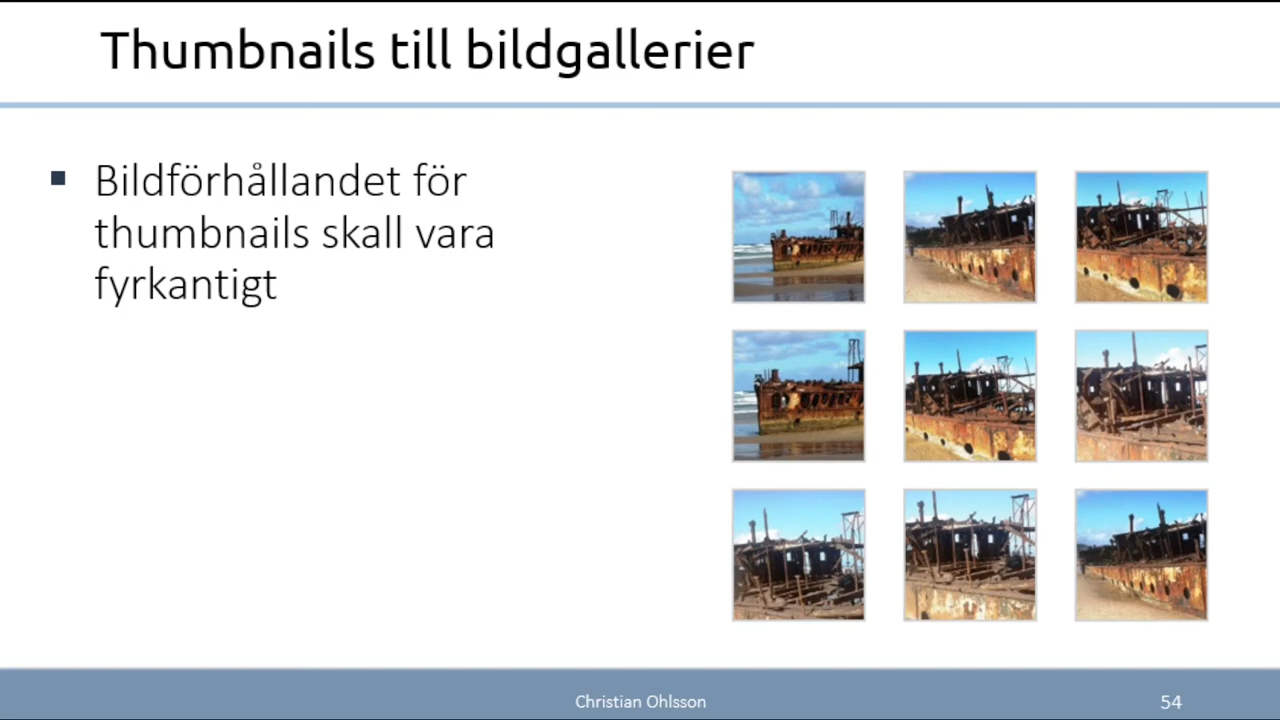 Thumbnails till bildgallerier
Bildförhållandet för
thumbnails skall vara
fyrkantigt
Christian Ohlsson
54